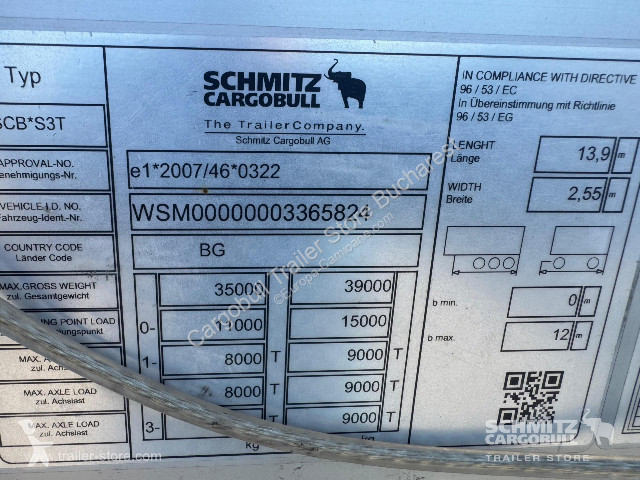 Typ
SCB*S3T
SCHMITZ
CARGOBULL
The TrailerCompany.
Schmitz Cargobull AG
APPROVAL-NO.
Genehmigungs-Nr.
e1*2007/46*0322
VEHICLE I.D. NO.
Fahrzeug-Ident.-Nr.
WSM00000003365824
COUNTRY CODE
Länder Code
BG
MAX.GROSS WEIGHT
zul. Gesamtgewicht
35000
39000
POINT LOAD
0-
11000
15000
MAX.
zul. Achslast
1-
8000 T
9000 T
MAX. AXLE LOAD
zul. Achslast
8000 T
9000 T
MAX. AXLE LOAD
zul. Achslast
3-
9000 T
kg
IN COMPLIANCE WITH DIRECTIVE
96 / 53 / EC
in Übereinstimmung mit Richtlinie
96 / 53 / EG
LENGHT
Länge
13,9 m
WIDTH
Breite
2,55 m
b min.
0 m
b max.
12 m
Cargobull Trailer Store Bucharest
SCHMITZ
CARGOBULL
Trailer Store
via trailer-store.eu